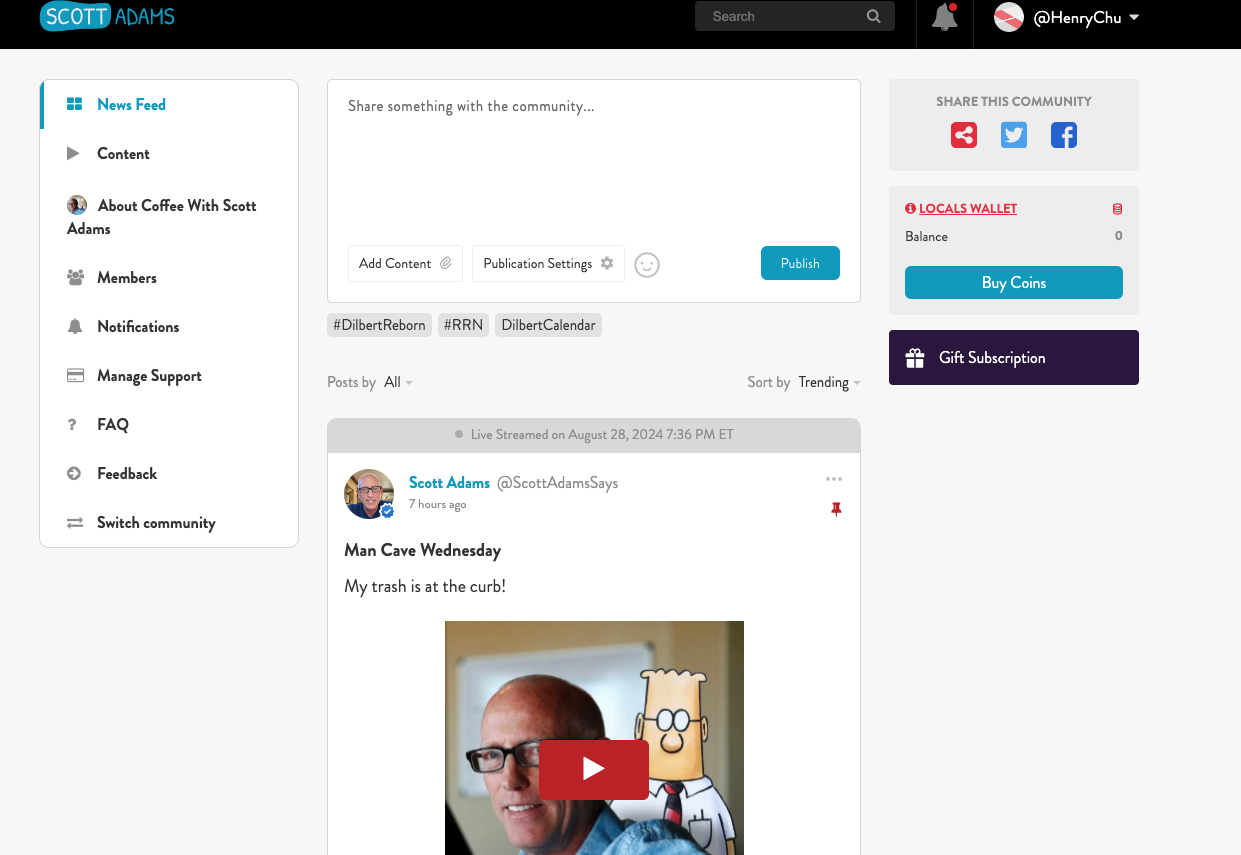 SCOTT ADAMS
Search
@HenryChu
News Feed
Content
About Coffee With Scott
Adams
Members
Notifications
Manage Support
? FAQ
Feedback
Switch community
Share something with the community...
Add Content
Publication Settings
Publish
#DilbertReborn
#RRN
DilbertCalendar
Posts by All
Sort by Trending
Live Streamed on August 28, 2024 7:36 PM ET
Scott Adams @ScottAdamsSays
7 hours ago
Man Cave Wednesday
My trash is at the curb!
SHARE THIS COMMUNITY
LOCALS WALLET
Balance 0
Buy Coins
Gift Subscription